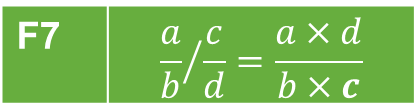 F7
a/b / c/d = a × d / b × c